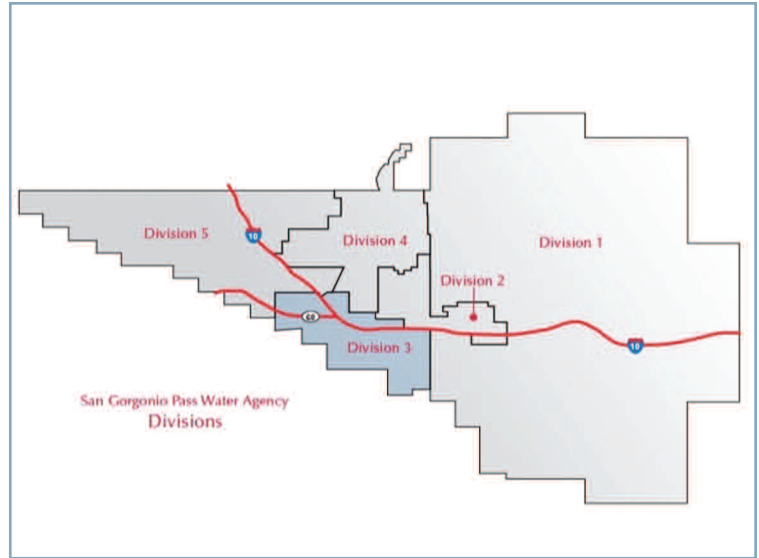 Division 5
10
Division 4
Division 1
Division 2
60
10
Division 3
San Gorgonio Pass Water Agency
Divisions